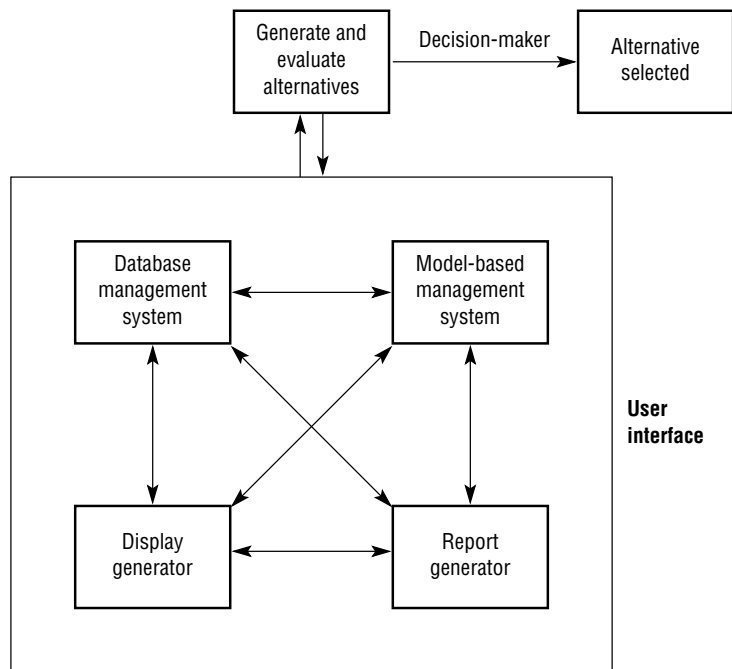 Generate and
evaluate
alternatives
Decision-maker
Alternative
selected
Database
management
system
Model-based
management
system
User
interface
Display
generator
Report
generator